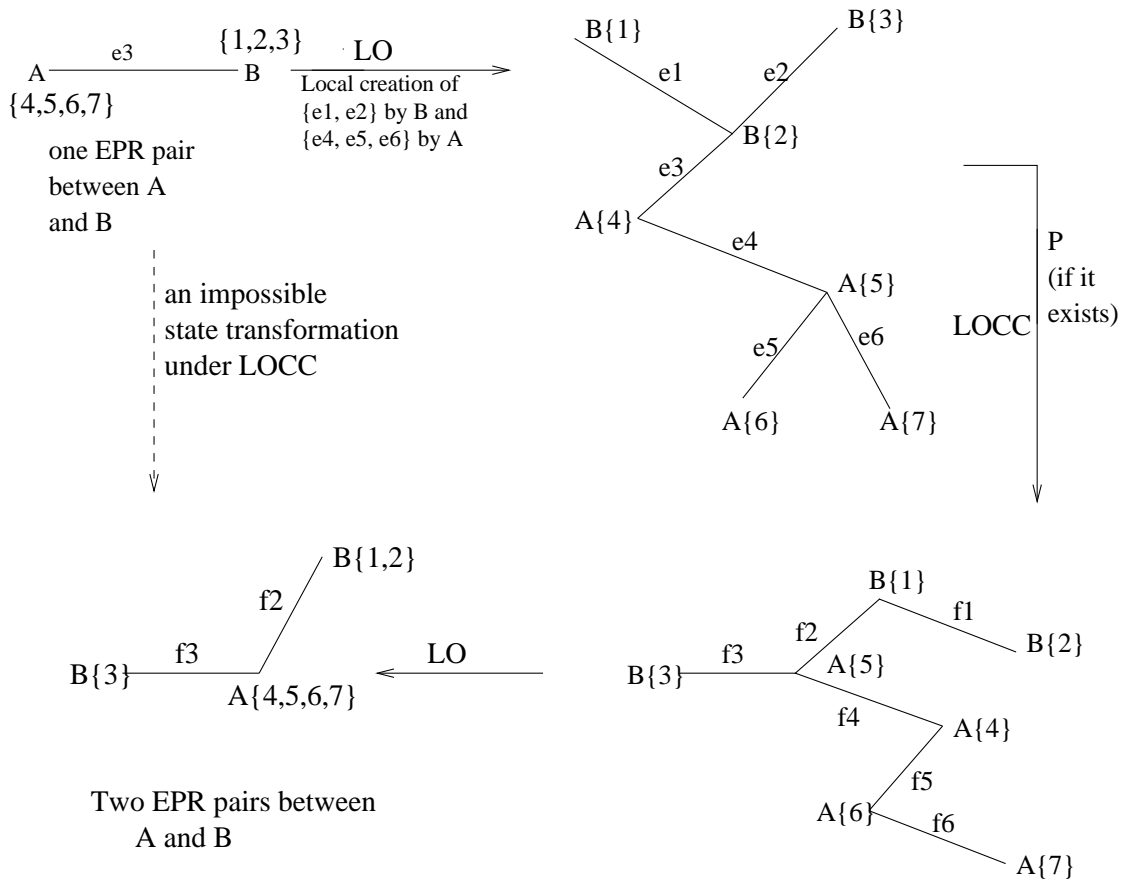 e3
A
B
{1,2,3}
{4,5,6,7}
one EPR pair
between A
and B
LO
Local creation of
{e1, e2} by B and
{e4, e5, e6} by A
B{1}
B{3}
e1
e2
B{2}
e3
A{4}
e4
A{5}
e5
e6
A{6}
A{7}
P
(if it
exists)
LOCC
an impossible
state transformation
under LOCC
B{1,2}
f2
f3
B{3}
A{4,5,6,7}
Two EPR pairs between
A and B
LO
B{1}
f1
f2
B{2}
f3
B{3}
A{5}
f4
A{4}
f5
A{6}
f6
A{7}